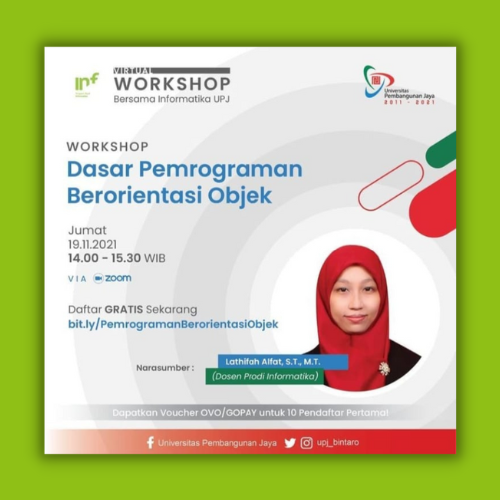 inf
VIRTUAL
WORKSHOP
Bersama Informatika UPJ
Universitas
Pembangunan Jaya
2011 - 2021
WORKSHOP
Dasar Pemrograman
Berorientasi Objek
Jumat
19.11.2021
14.00 - 15.30 WIB
VIA zoom
Daftar GRATIS Sekarang
bit.ly/PemrogramanBerorientasiObjek
Narasumber :
Lathifah Alfat, S.T., M.T.
(Dosen Prodi Informatika)
Dapatkan Voucher OVO/GOPAY untuk 10 Pendaftar Pertama!
Universitas Pembangunan Jaya upj_bintaro